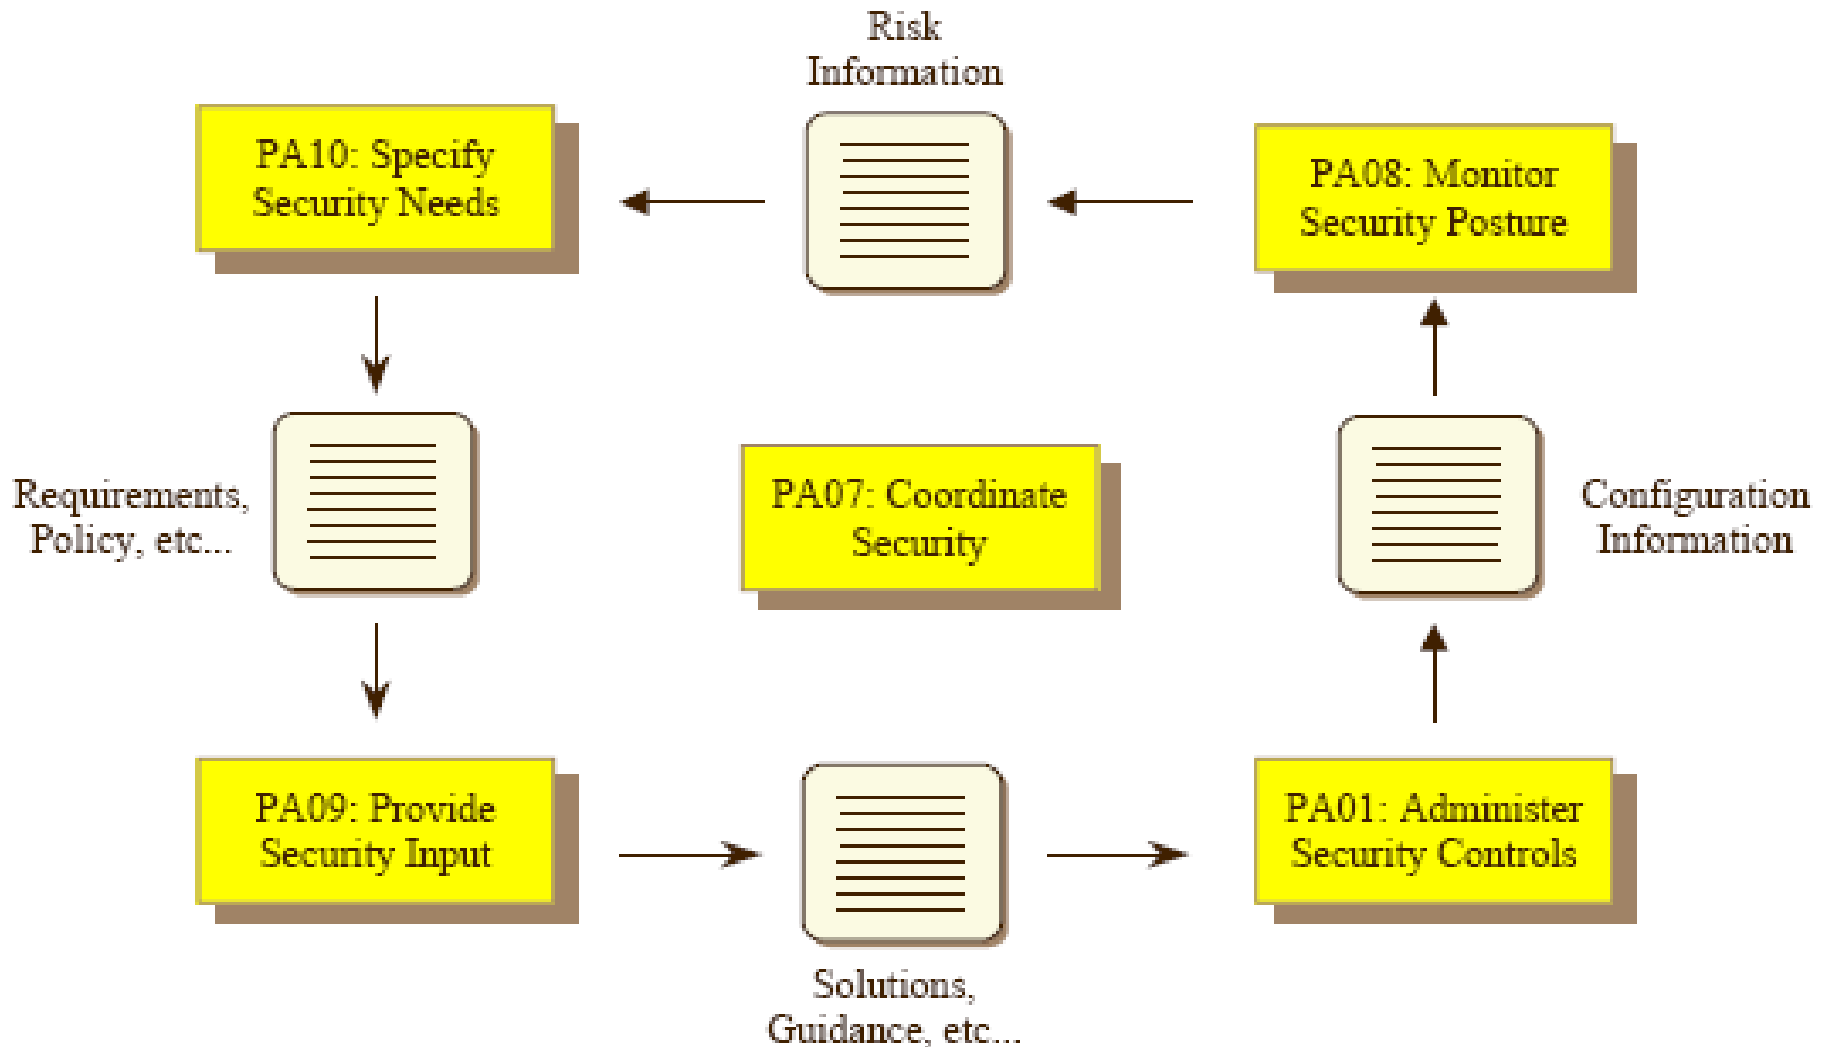 Risk
Information
PA10: Specify
Security Needs
PA08: Monitor
Security Posture
Requirements,
Policy, etc...
PA07: Coordinate
Security
Configuration
Information
PA09: Provide
Security Input
PA01: Administer
Security Controls
Solutions,
Guidance, etc...